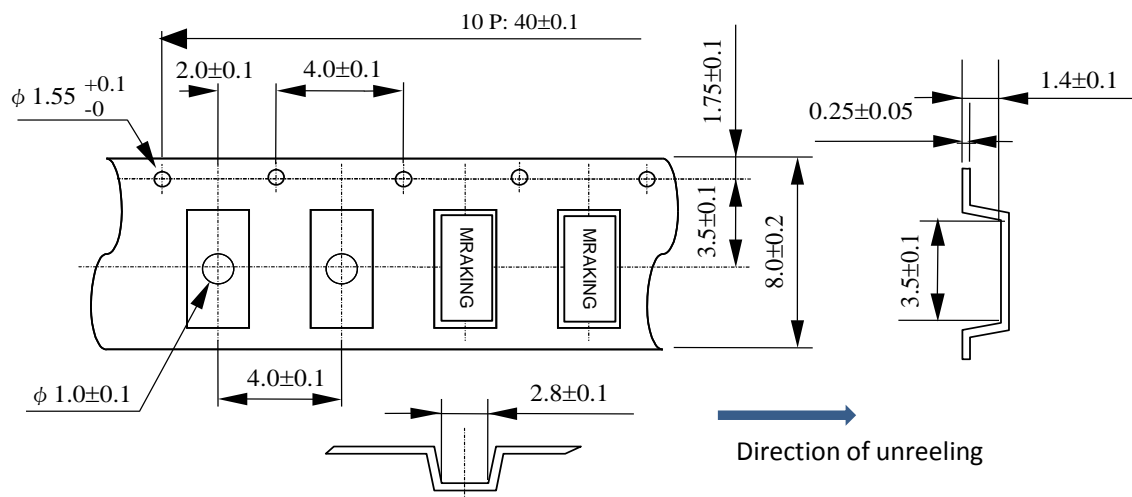 10 P: 40±0.1
2.0±0.1
4.0±0.1
1.75±0.1
1.4±0.1
ϕ 1.55 +0.1
-0
0.25±0.05
3.5±0.1
8.0±0.2
3.5±0.1
MRAKING
MRAKING
ϕ 1.0±0.1
4.0±0.1
2.8±0.1
Direction of unreeling